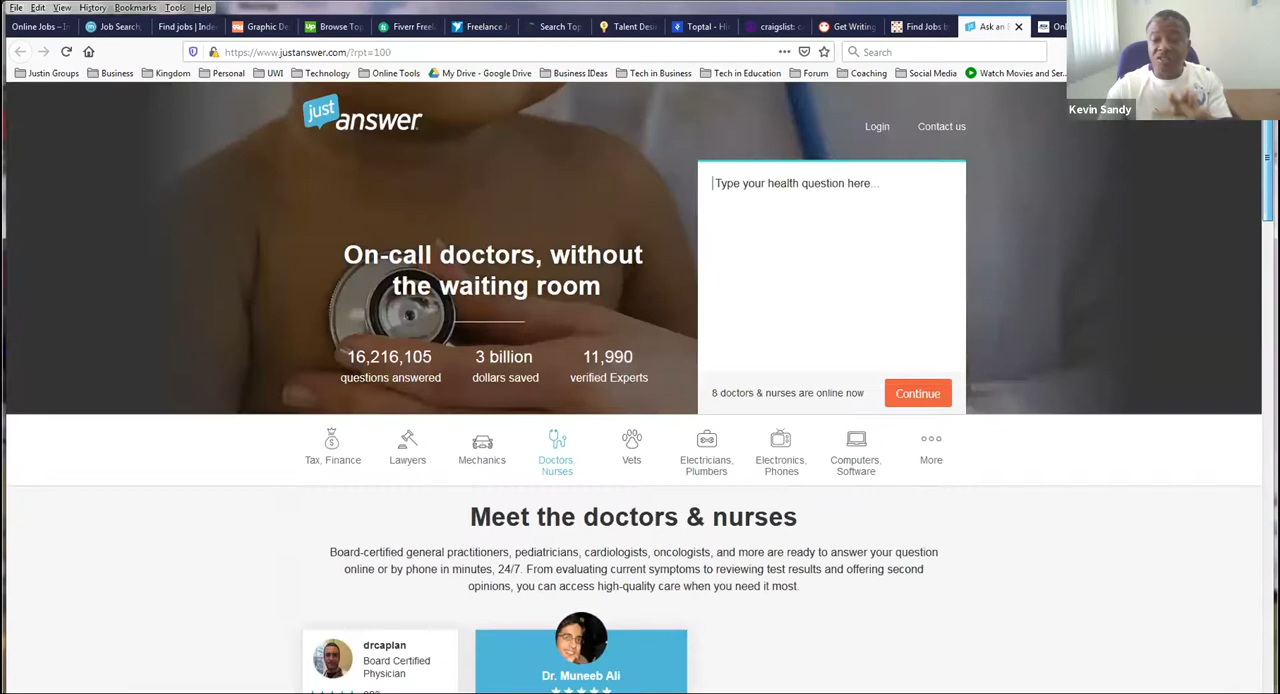 File Edit View History Bookmarks Tools Help
Online Jobs – I
Job Search,
Find jobs | Inde
Graphic De
Browse Top
Fiverr Free
Freelance J
Search Top
Talent Desi
Toptal - Hi
craigslist: c
Get Writing
Find Jobs b
Ask an E
Onl
https://www.justanswer.com/?rpt=100
Search
Justin Groups
Business
Kingdom
Personal
UWI
Technology
Online Tools
My Drive - Google Drive
Business IDeas
Tech in Business
Tech in Education
Forum
Coaching
Social Media
Watch Movies and Ser...
Kevin Sandy
just
answer
Login
Contact us
Type your health question here...
On-call doctors, without
the waiting room
16,216,105
questions answered
3 billion
dollars saved
11,990
verified Experts
8 doctors & nurses are online now
Continue
Tax, Finance
Lawyers
Mechanics
Doctors,
Nurses
Vets
Electricians,
Plumbers
Electronics,
Phones
Computers,
Software
More
Meet the doctors & nurses
Board-certified general practitioners, pediatricians, cardiologists, oncologists, and more are ready to answer your question
online or by phone in minutes, 24/7. From evaluating current symptoms to reviewing test results and offering second
opinions, you can access high-quality care when you need it most.
drcaplan
Board Certified
Physician
Dr. Muneeb Ali